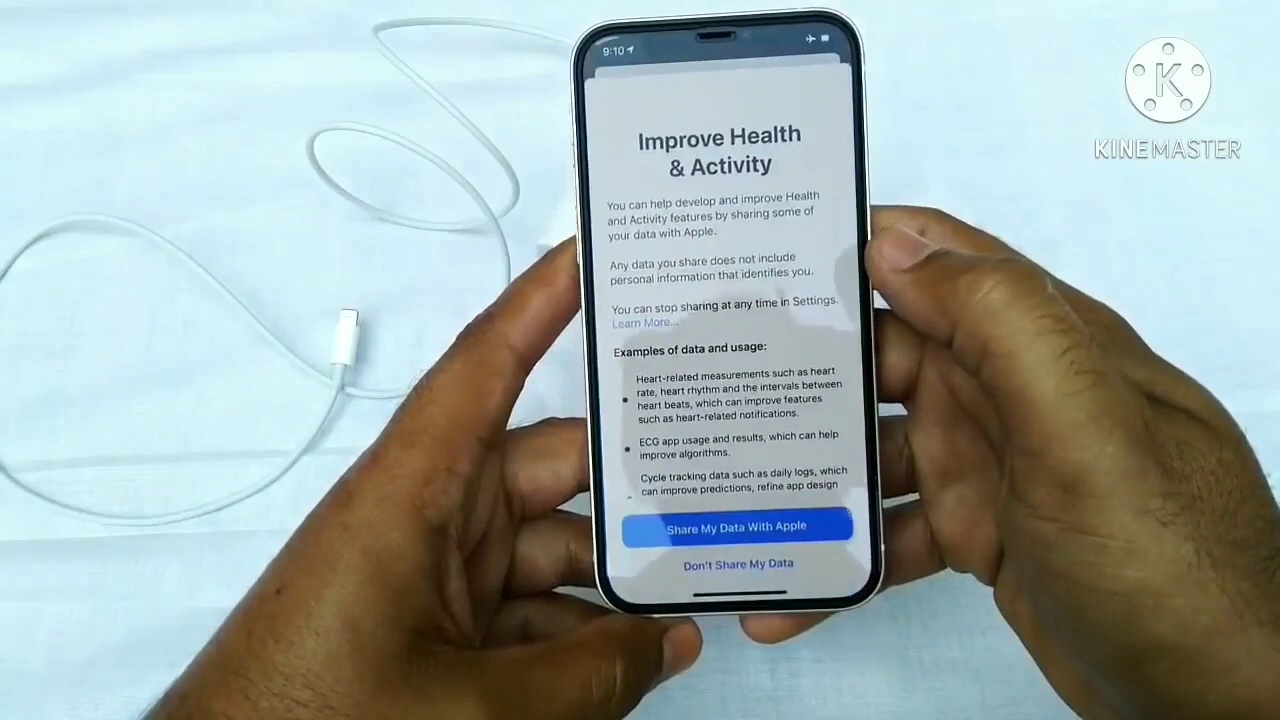 9:10
K
KINEMASTER
Improve Health
& Activity
You can help develop and improve Health
and Activity features by sharing some of
your data with Apple.
Any data you share does not include
personal information that identifies you.
You can stop sharing at any time in Settings.
Learn More...
Examples of data and usage:
• Heart-related measurements such as heart
rate, heart rhythm and the intervals between
heart beats, which can improve features
such as heart-related notifications.
• ECG app usage and results, which can help
improve algorithms.
Cycle tracking data such as daily logs, which
can improve predictions, refine app design
Share My Data With Apple
Don't Share My Data